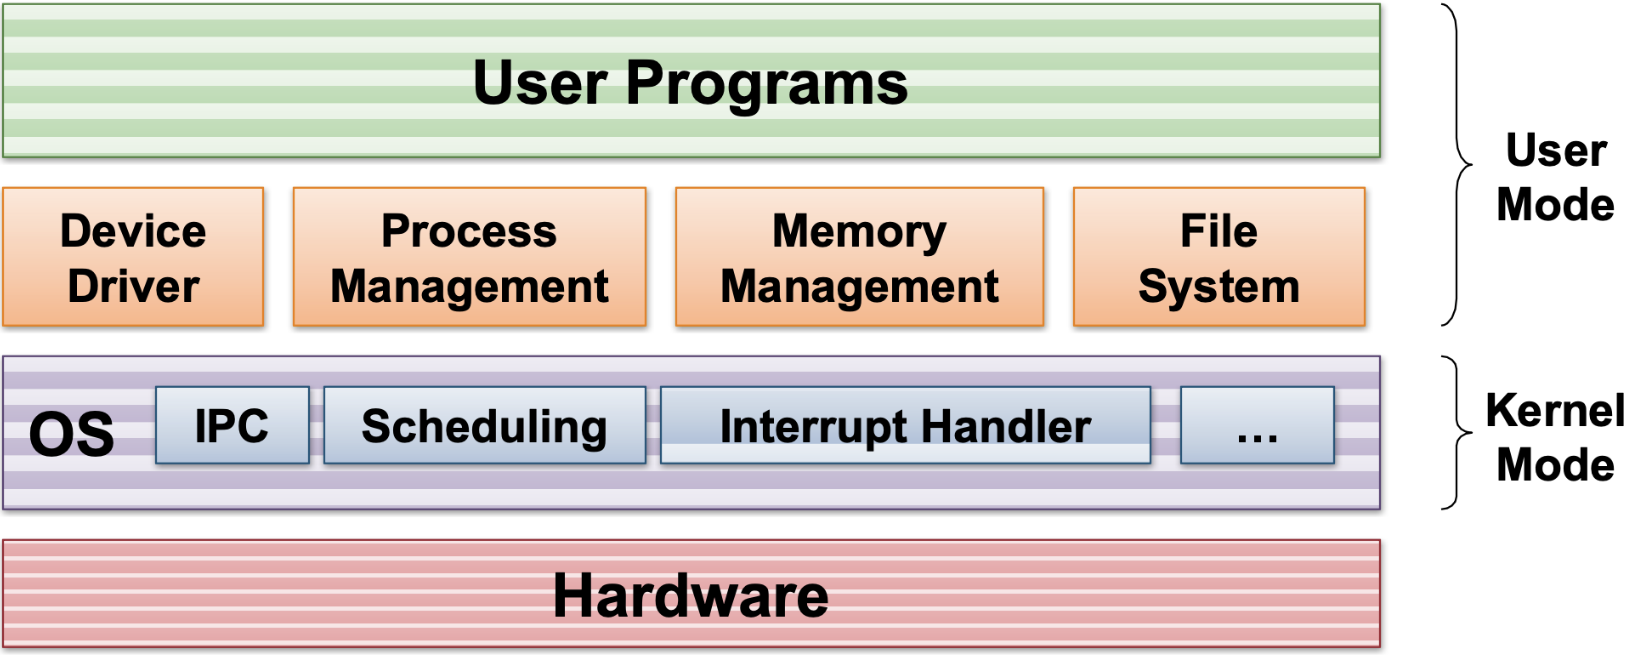 User Programs
User
Mode
Device
Driver
Process
Management
Memory
Management
File
System
OS
IPC
Scheduling
Interrupt Handler
...
Kernel
Mode
Hardware